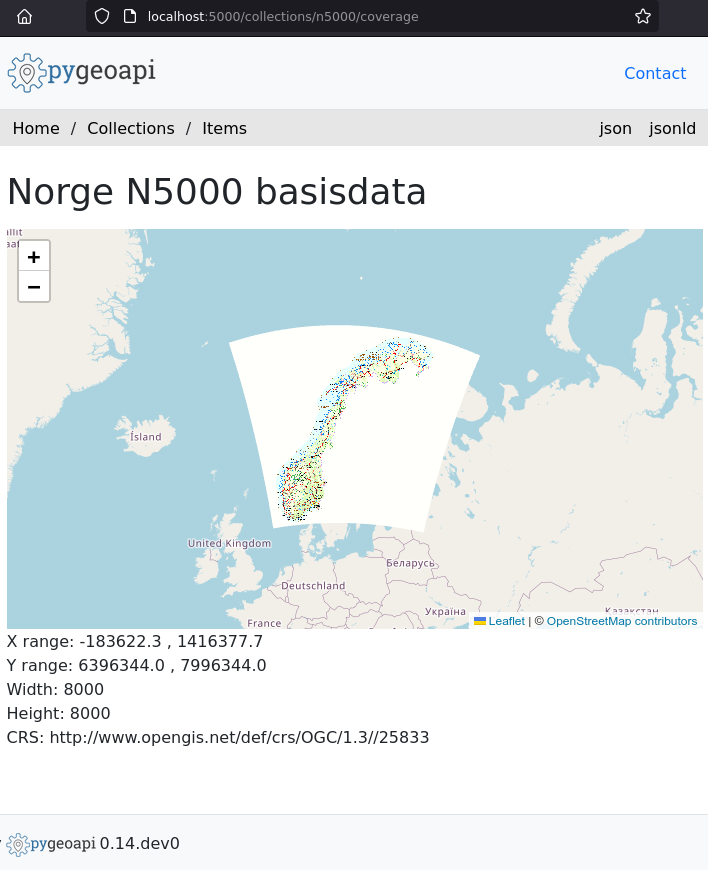 localhost:5000/collections/n5000/coverage
pygeoapi
Contact
Home / Collections / Items
json jsonld
Norge N5000 basisdata
+
−
Ísland
United Kingdom
Беларусь
Deutschland
Україна
France
Leaflet | © OpenStreetMap contributors
X range: -183622.3 , 1416377.7
Y range: 6396344.0 , 7996344.0
Width: 8000
Height: 8000
CRS: http://www.opengis.net/def/crs/OGC/1.3//25833
pygeoapi 0.14.dev0